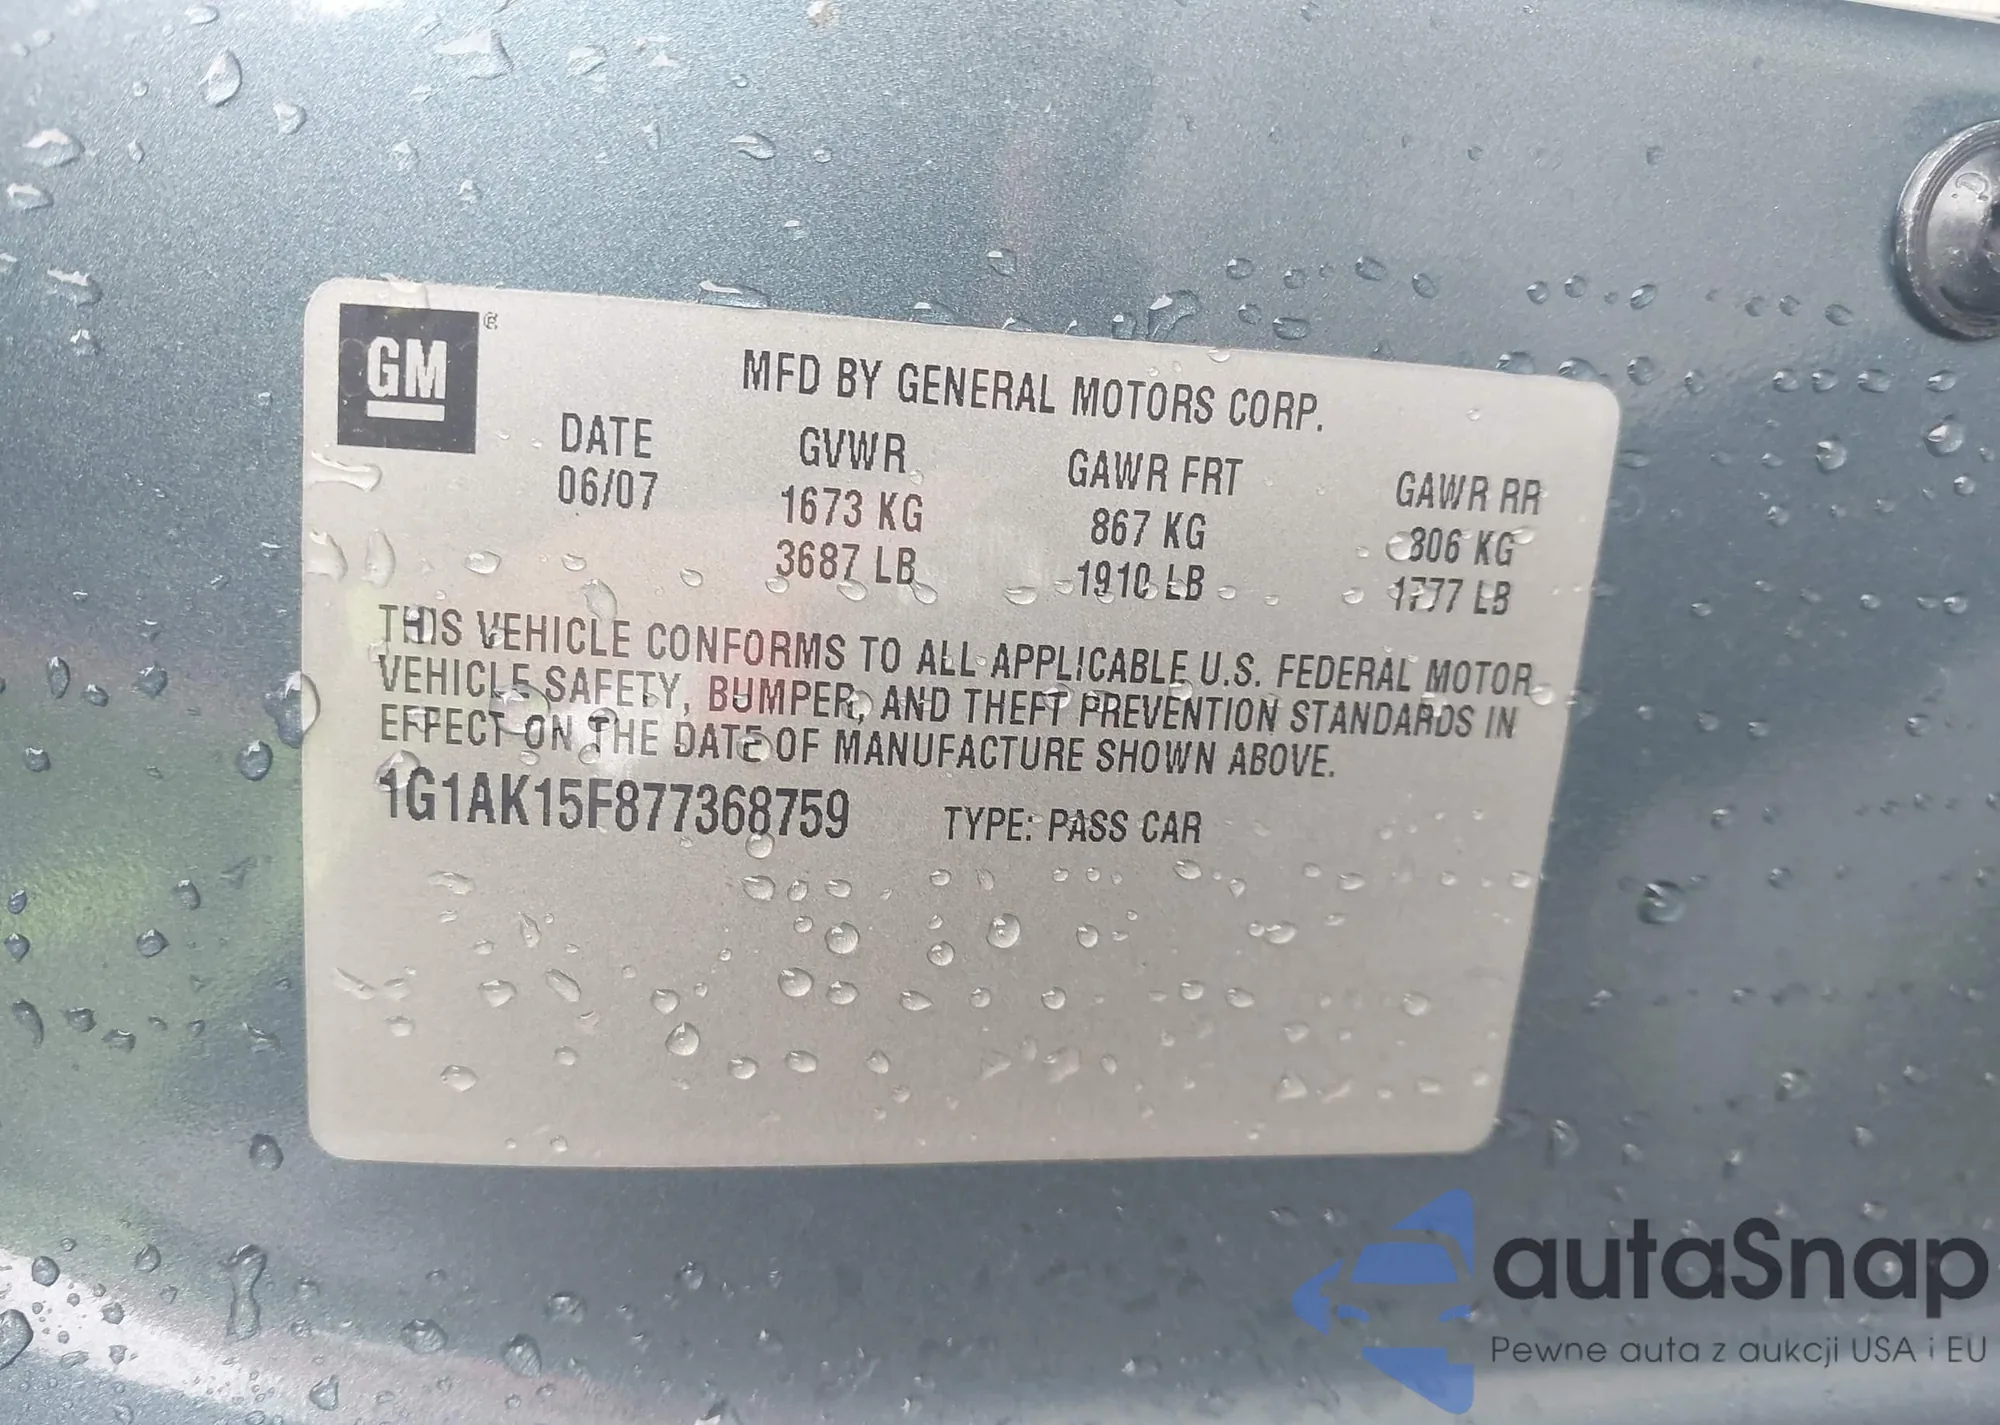 GM
MFD BY GENERAL MOTORS CORP.
DATE GVWR GAWR FRT GAWR RR
06/07 1673 KG 867 KG 806 KG
3687 LB 1910 LB 1777 LB
THIS VEHICLE CONFORMS TO ALL APPLICABLE U.S. FEDERAL MOTOR
VEHICLE SAFETY, BUMPER, AND THEFT PREVENTION STANDARDS IN
EFFECT ON THE DATE OF MANUFACTURE SHOWN ABOVE.
1G1AK15F877368759 TYPE: PASS CAR
autaSnap
Pewne auta z aukcji USA i EU